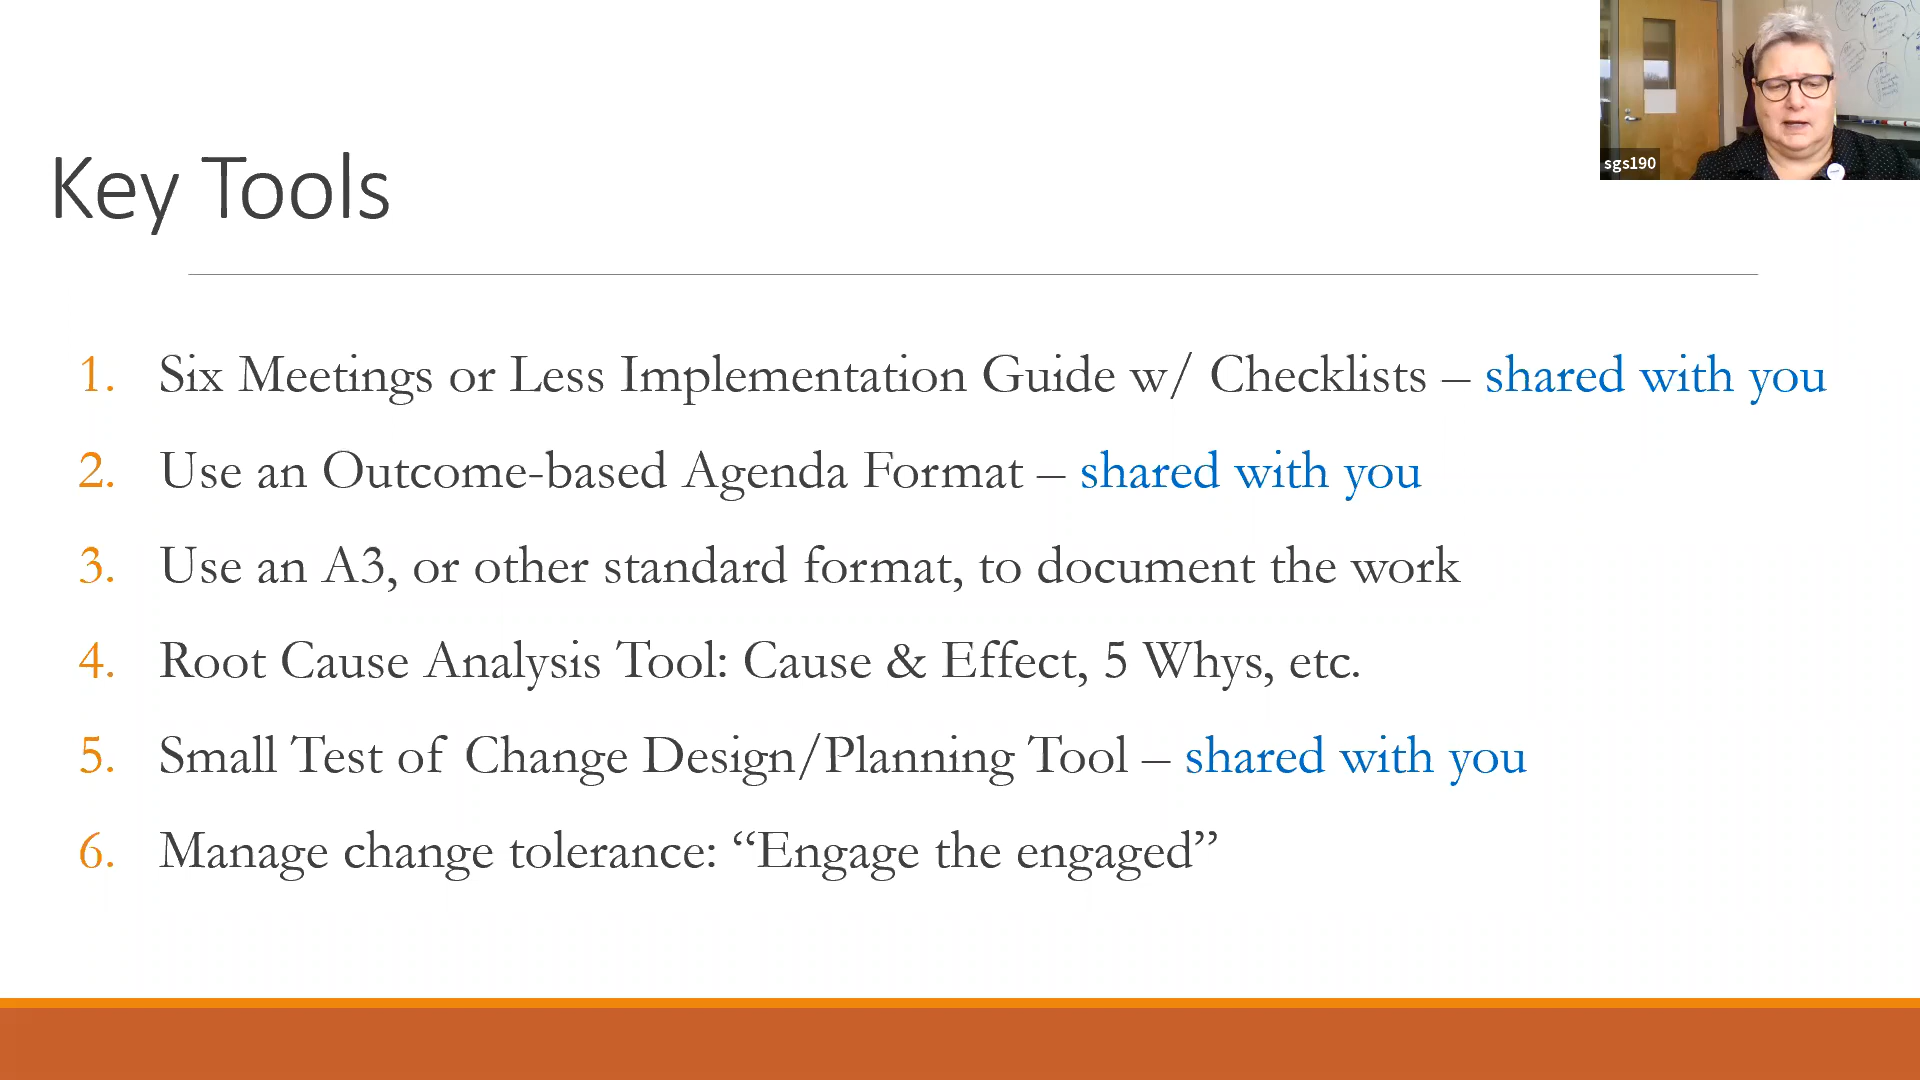 Key Tools
sgs190
1. Six Meetings or Less Implementation Guide w/ Checklists – shared with you
2. Use an Outcome-based Agenda Format – shared with you
3. Use an A3, or other standard format, to document the work
4. Root Cause Analysis Tool: Cause & Effect, 5 Whys, etc.
5. Small Test of Change Design/Planning Tool – shared with you
6. Manage change tolerance: “Engage the engaged”